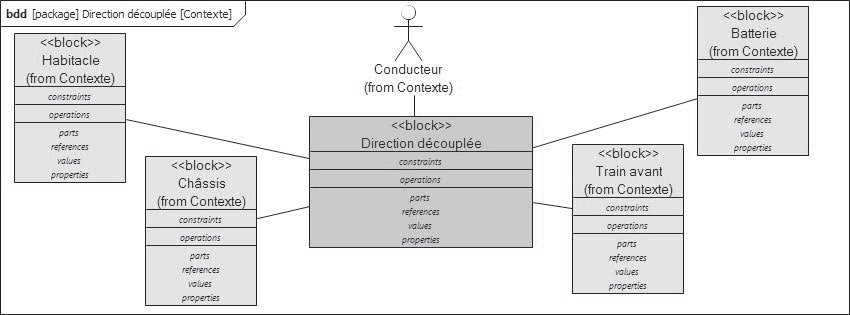 bdd [package] Direction découplée [Contexte]
<<block>>
Habitacle
(from Contexte)
constraints
operations
parts
references
values
properties
Conducteur
(from Contexte)
<<block>>
Batterie
(from Contexte)
constraints
operations
parts
references
values
properties
<<block>>
Direction découplée
constraints
operations
parts
references
values
properties
<<block>>
Châssis
(from Contexte)
constraints
operations
parts
references
values
properties
<<block>>
Train avant
(from Contexte)
constraints
operations
parts
references
values
properties